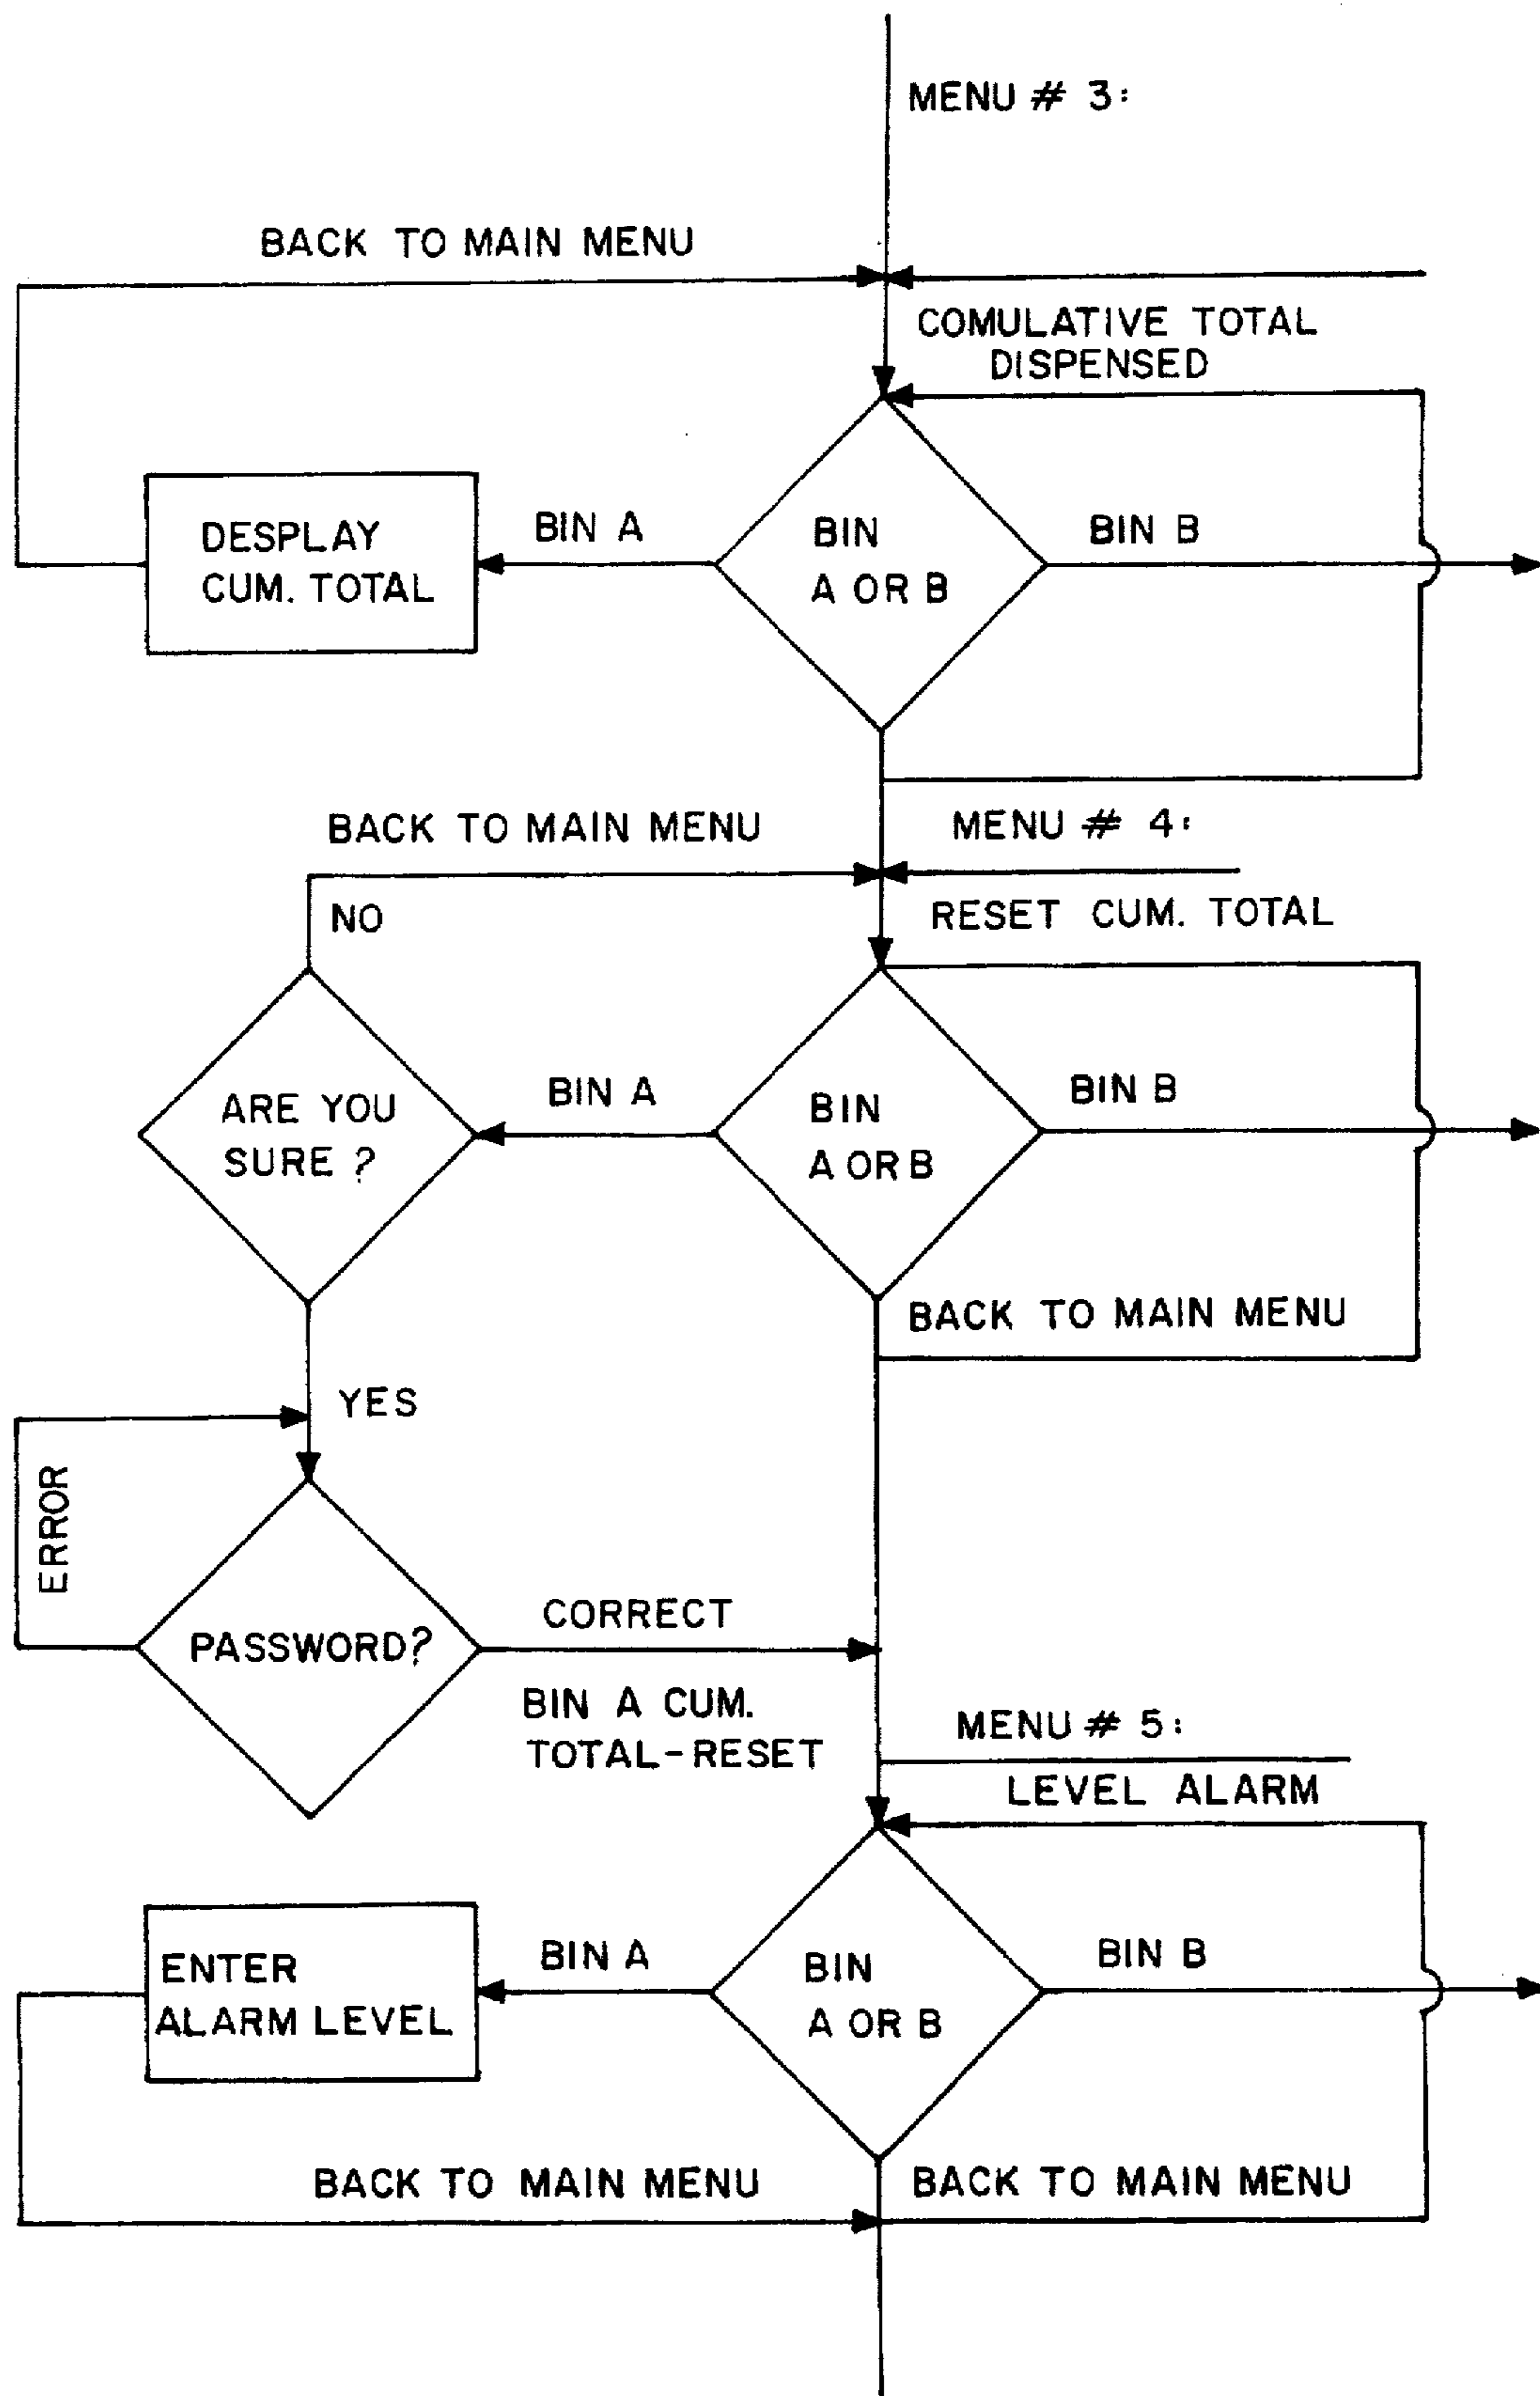 MENU # 3:
BACK TO MAIN MENU
COMULATIVE TOTAL
DISPENSED
DESPLAY
CUM. TOTAL
BIN A
BIN
A OR B
BIN B
BACK TO MAIN MENU
MENU # 4:
NO
RESET CUM. TOTAL
ARE YOU
SURE ?
BIN A
BIN
A OR B
BIN B
BACK TO MAIN MENU
YES
ERROR
PASSWORD?
CORRECT
BIN A CUM.
TOTAL-RESET
MENU # 5:
LEVEL ALARM
ENTER
ALARM LEVEL
BIN A
BIN
A OR B
BIN B
BACK TO MAIN MENU
BACK TO MAIN MENU